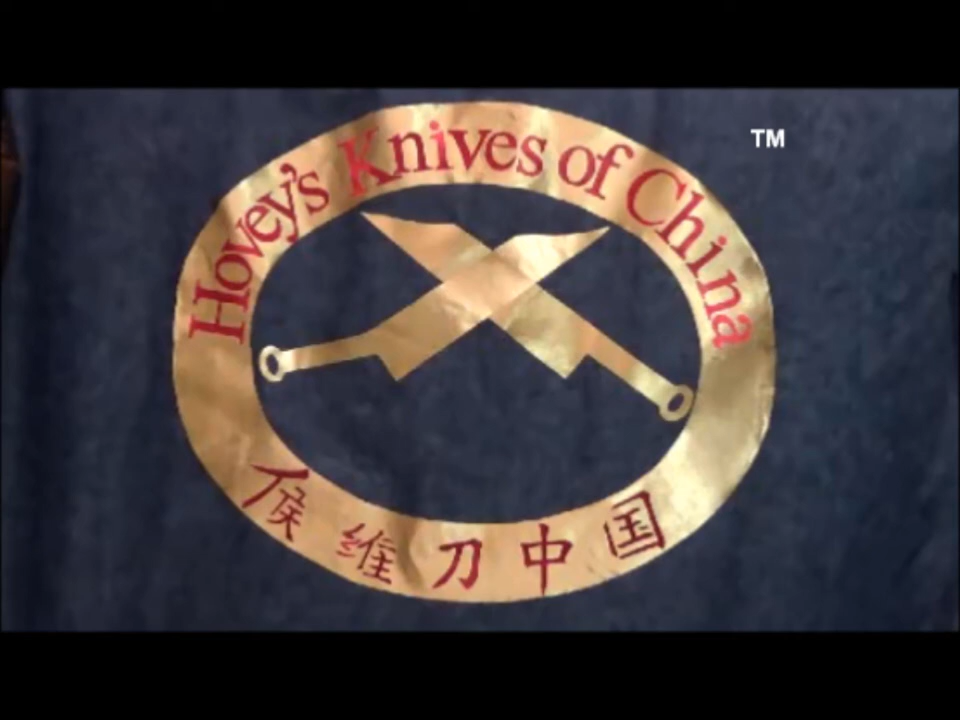 Hovey's Knives of China
TM
侯维刀中国